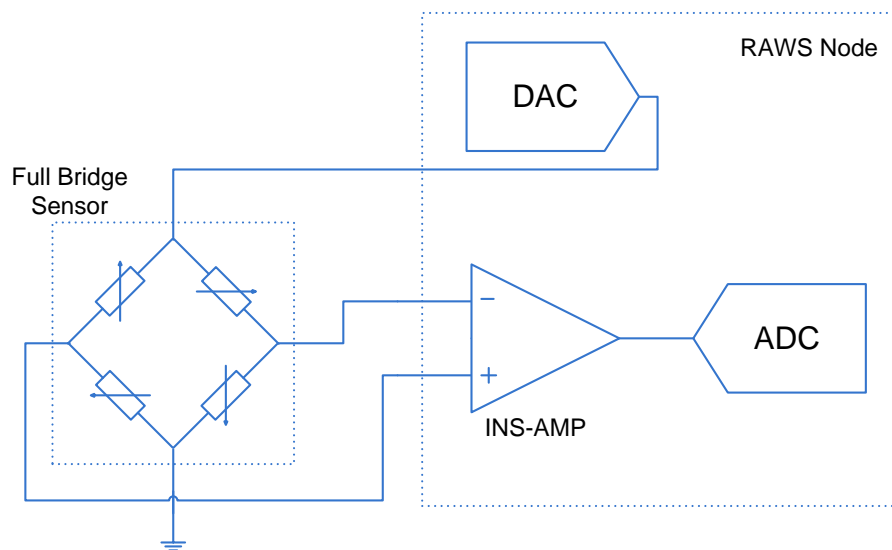 RAWS Node
DAC
Full Bridge
Sensor
−
+
ADC
INS-AMP